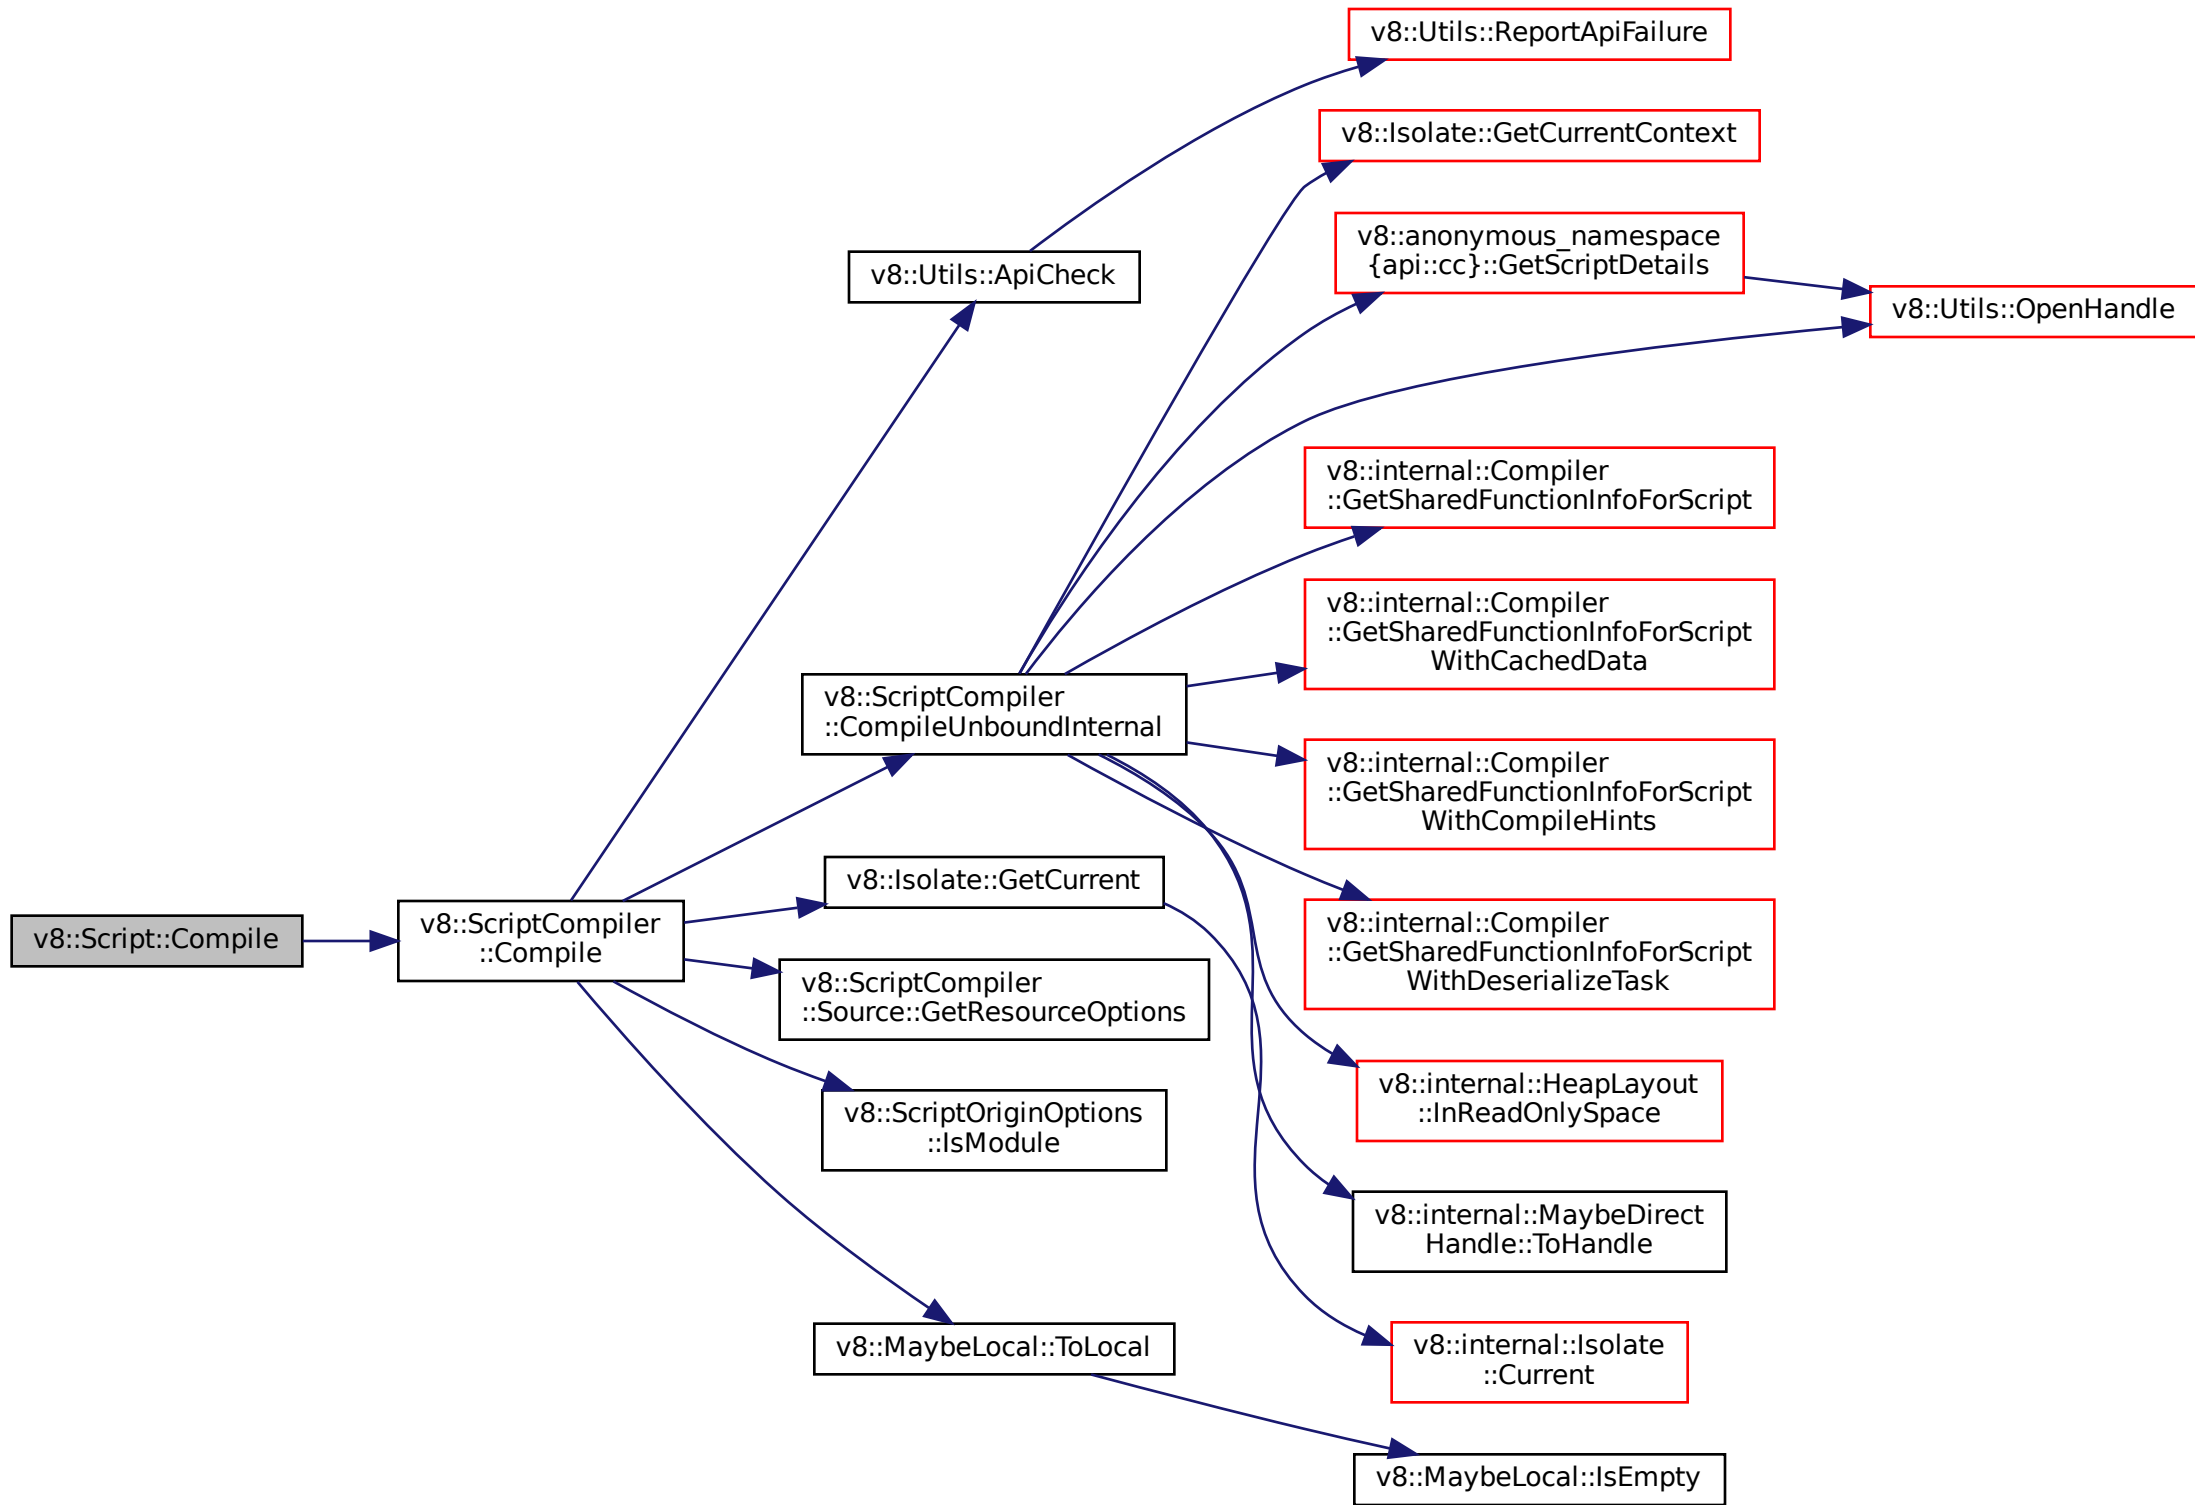 v8::Script::Compile
v8::ScriptCompiler
::Compile
v8::Utils::ApiCheck
v8::ScriptCompiler
::CompileUnboundInternal
v8::Isolate::GetCurrent
v8::ScriptCompiler
::Source::GetResourceOptions
v8::ScriptOriginOptions
::IsModule
v8::MaybeLocal::ToLocal
v8::Utils::ReportApiFailure
v8::Isolate::GetCurrentContext
v8::anonymous_namespace
{api::cc}::GetScriptDetails
v8::Utils::OpenHandle
v8::internal::Compiler
::GetSharedFunctionInfoForScript
v8::internal::Compiler
::GetSharedFunctionInfoForScript
WithCachedData
v8::internal::Compiler
::GetSharedFunctionInfoForScript
WithCompileHints
v8::internal::Compiler
::GetSharedFunctionInfoForScript
WithDeserializeTask
v8::internal::HeapLayout
::InReadOnlySpace
v8::internal::MaybeDirect
Handle::ToHandle
v8::internal::Isolate
::Current
v8::MaybeLocal::IsEmpty